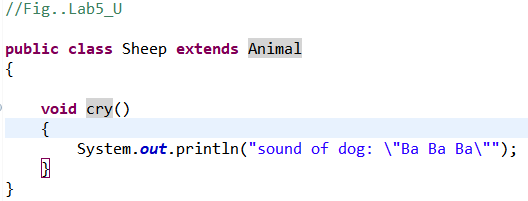 //Fig..Lab5_U
public class Sheep extends Animal
{
void cry()
{
System.out.println("sound of dog: \"Ba Ba Ba\"");
}
}